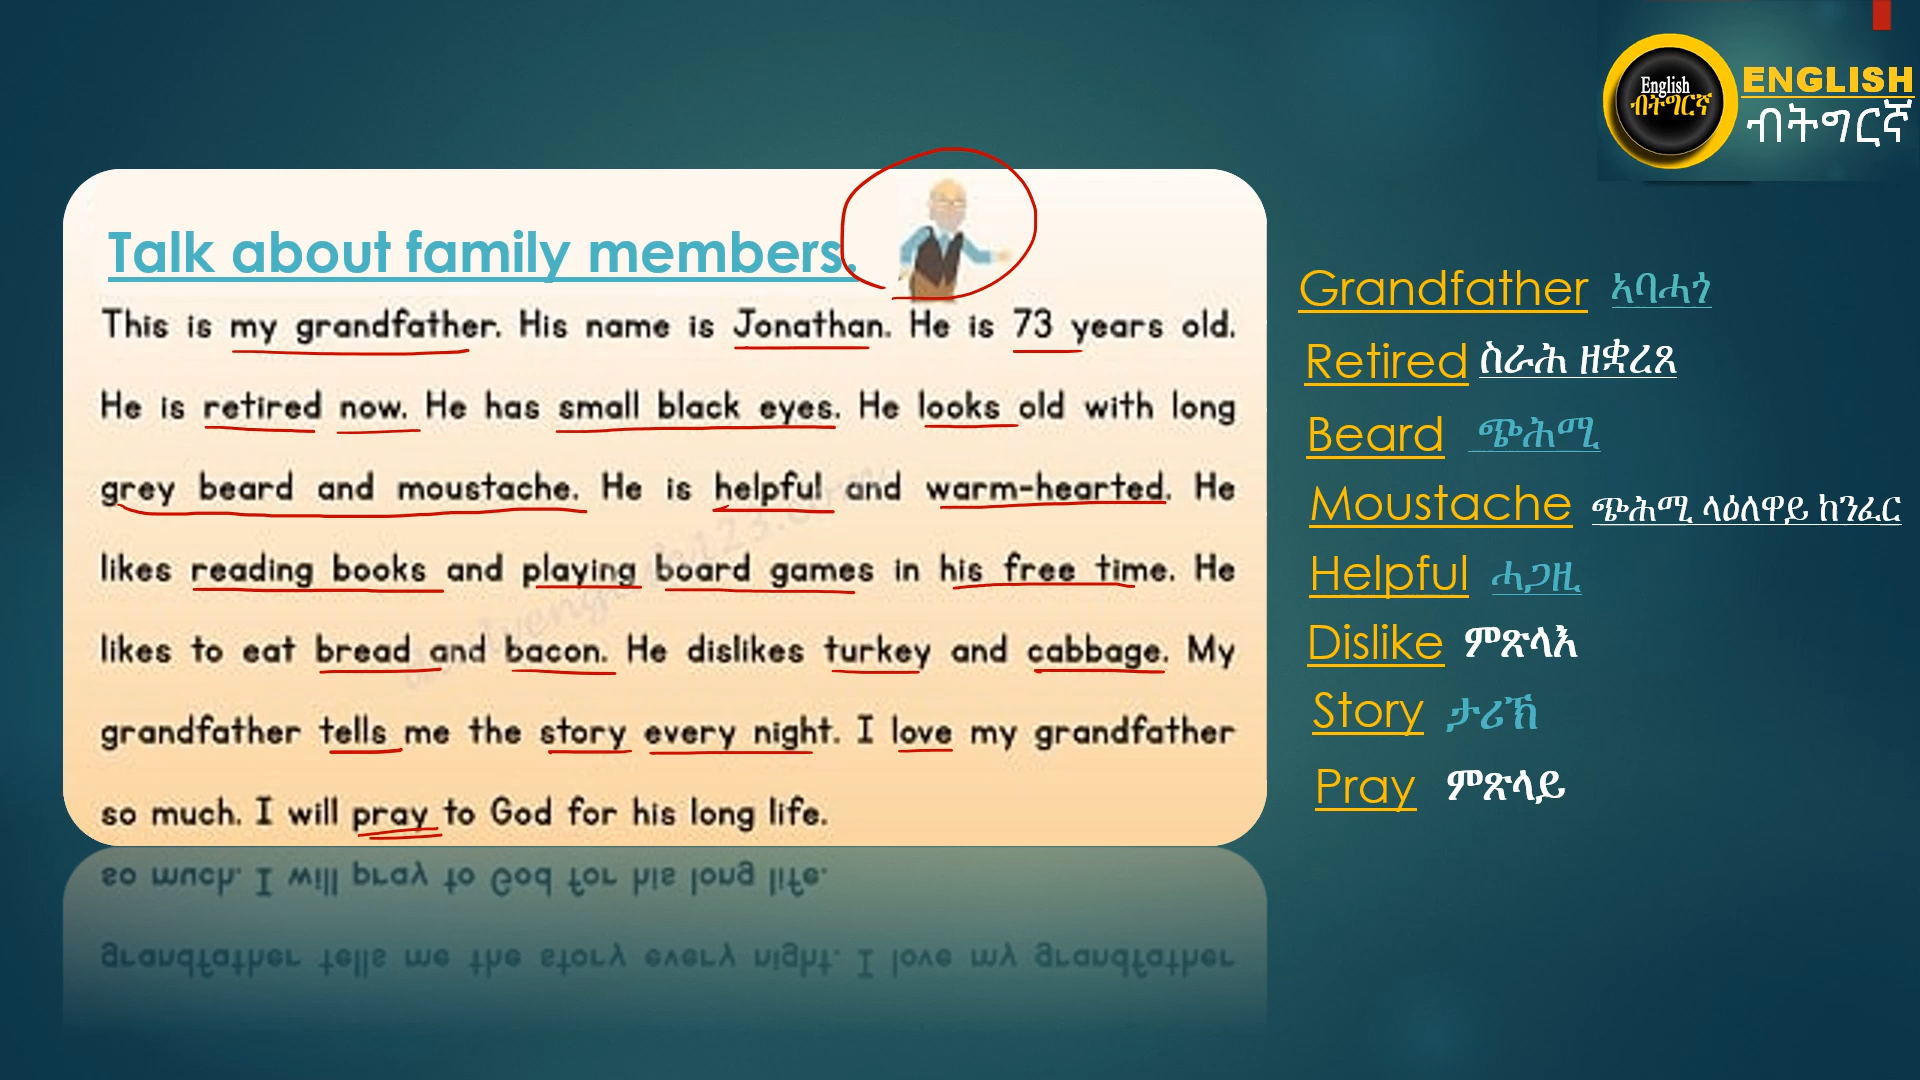 English
ብትግርኛ
ENGLISH
ብትግርኛ
Talk about family members.
This is my grandfather. His name is Jonathan. He is 73 years old.
He is retired now. He has small black eyes. He looks old with long
grey beard and moustache. He is helpful and warm-hearted. He
likes reading books and playing board games in his free time. He
likes to eat bread and bacon. He dislikes turkey and cabbage. My
grandfather tells me the story every night. I love my grandfather
so much. I will pray to God for his long life.
Grandfather ኣባሓጎ
Retired ስራሕ ዘቋረጸ
Beard ጭሕሚ
Moustache ጭሕሚ ላዕለዋይ ከንፈር
Helpful ሓጋዚ
Dislike ምጽላእ
Story ታሪኽ
Pray ምጽላይ